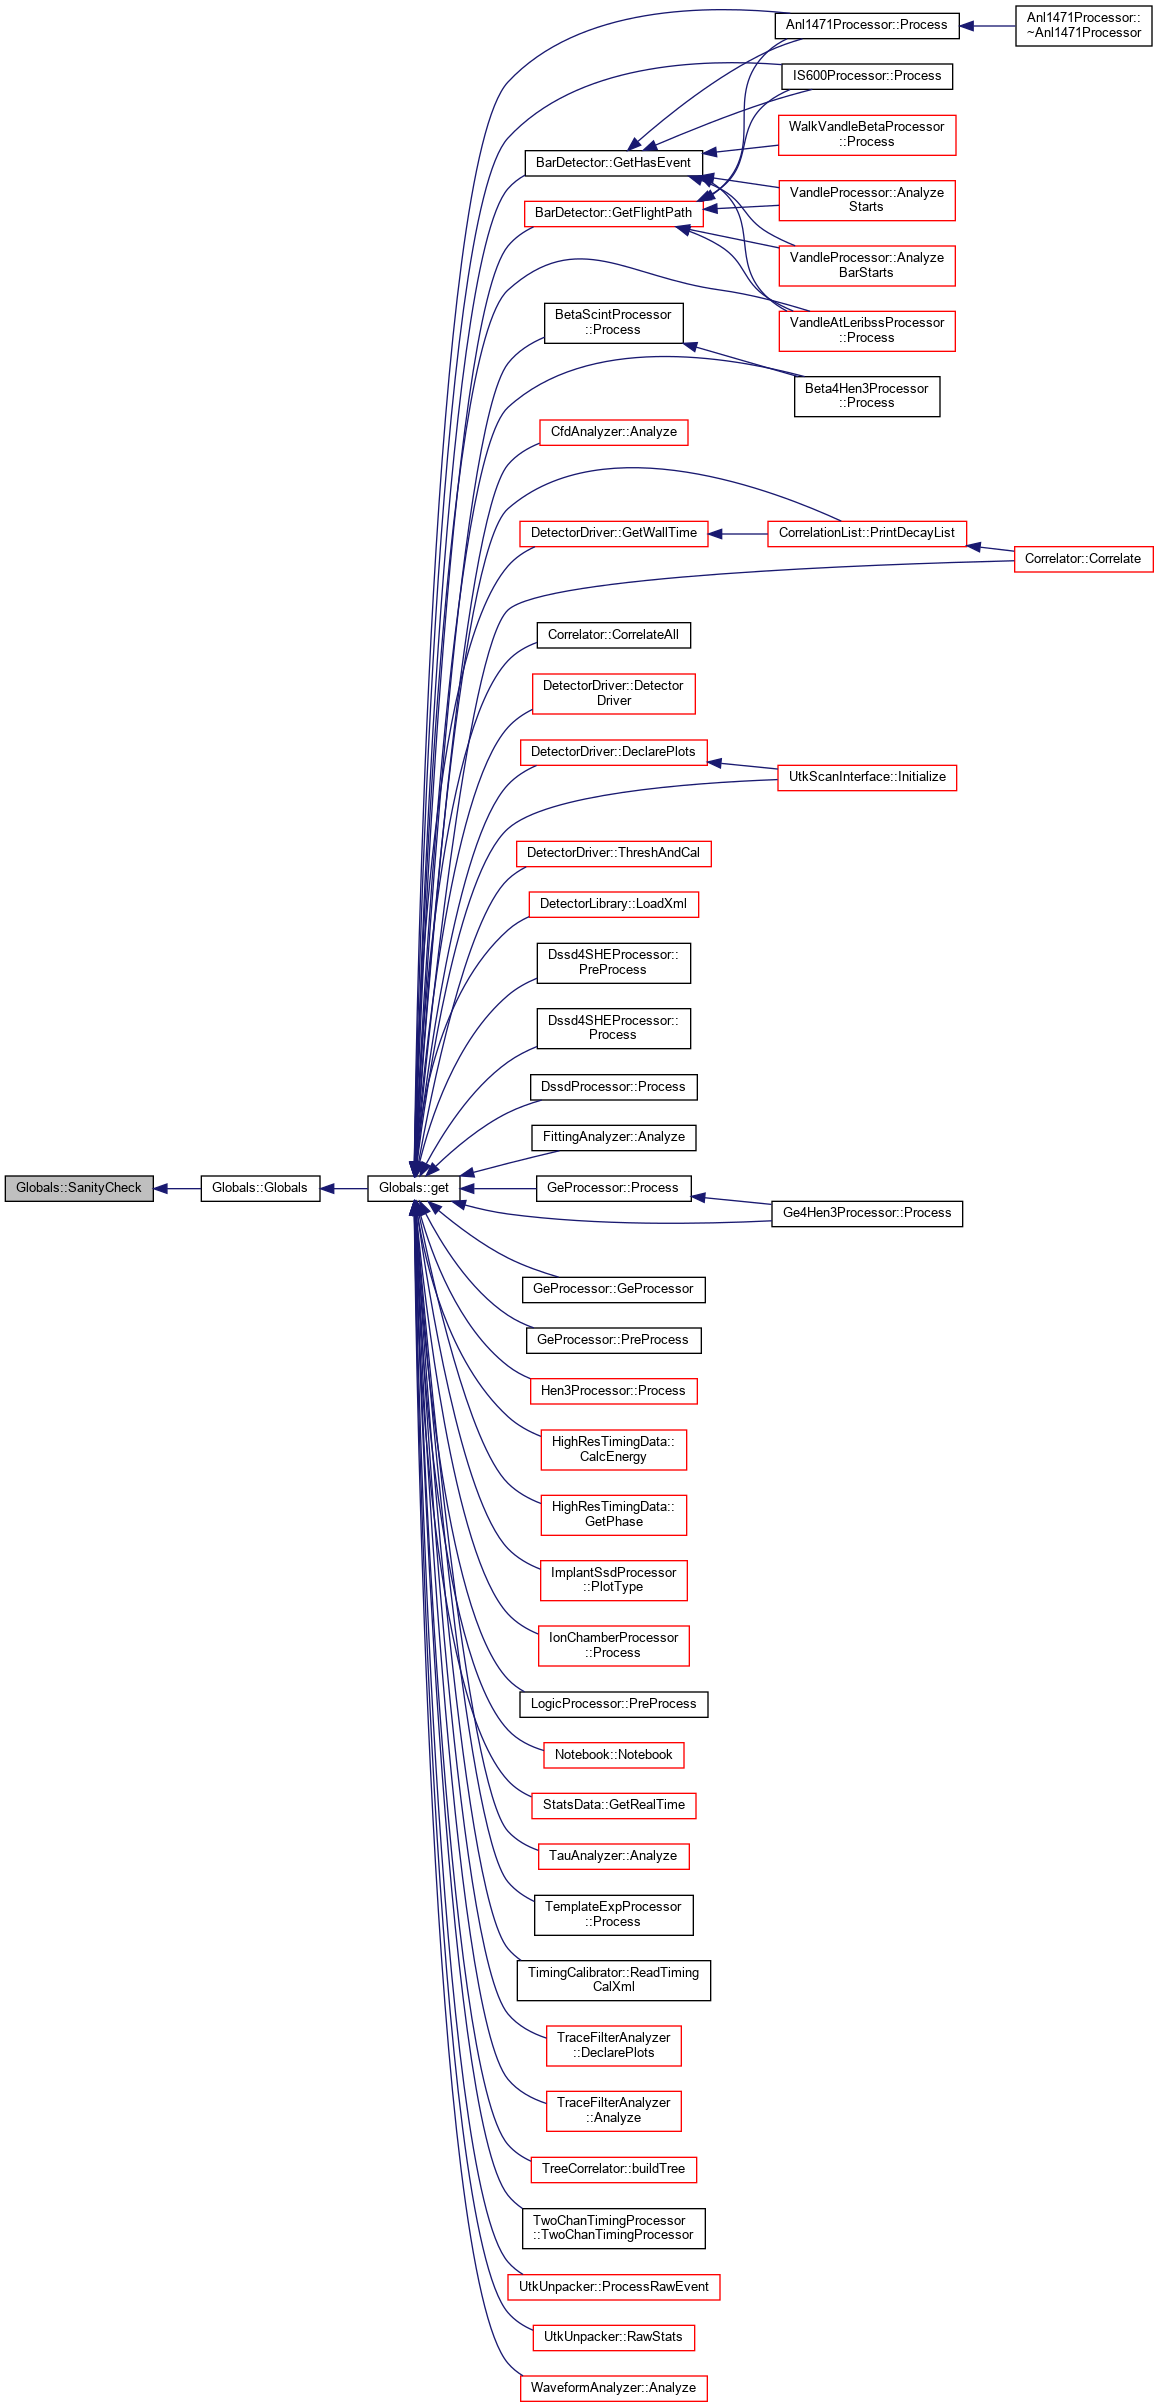 Anl1471Processor::Process
Anl1471Processor::
~Anl1471Processor
IS600Processor::Process
WalkVandleBetaProcessor
::Process
BarDetector::GetHasEvent
VandleProcessor::Analyze
Starts
BarDetector::GetFlightPath
VandleProcessor::Analyze
BarStarts
BetaScintProcessor
::Process
VandleAtLeribssProcessor
::Process
Beta4Hen3Processor
::Process
CfdAnalyzer::Analyze
DetectorDriver::GetWallTime
CorrelationList::PrintDecayList
Correlator::Correlate
Correlator::CorrelateAll
DetectorDriver::Detector
Driver
DetectorDriver::DeclarePlots
UtkScanInterface::Initialize
DetectorDriver::ThreshAndCal
DetectorLibrary::LoadXml
Dssd4SHEProcessor::
PreProcess
Dssd4SHEProcessor::
Process
DssdProcessor::Process
FittingAnalyzer::Analyze
Globals::SanityCheck
Globals::Globals
Globals::get
GeProcessor::Process
Ge4Hen3Processor::Process
GeProcessor::GeProcessor
GeProcessor::PreProcess
Hen3Processor::Process
HighResTimingData::
CalcEnergy
HighResTimingData::
GetPhase
ImplantSsdProcessor
::PlotType
IonChamberProcessor
::Process
LogicProcessor::PreProcess
Notebook::Notebook
StatsData::GetRealTime
TauAnalyzer::Analyze
TemplateExpProcessor
::Process
TimingCalibrator::ReadTiming
CalXml
TraceFilterAnalyzer
::DeclarePlots
TraceFilterAnalyzer
::Analyze
TreeCorrelator::buildTree
TwoChanTimingProcessor
::TwoChanTimingProcessor
UtkUnpacker::ProcessRawEvent
UtkUnpacker::RawStats
WaveformAnalyzer::Analyze